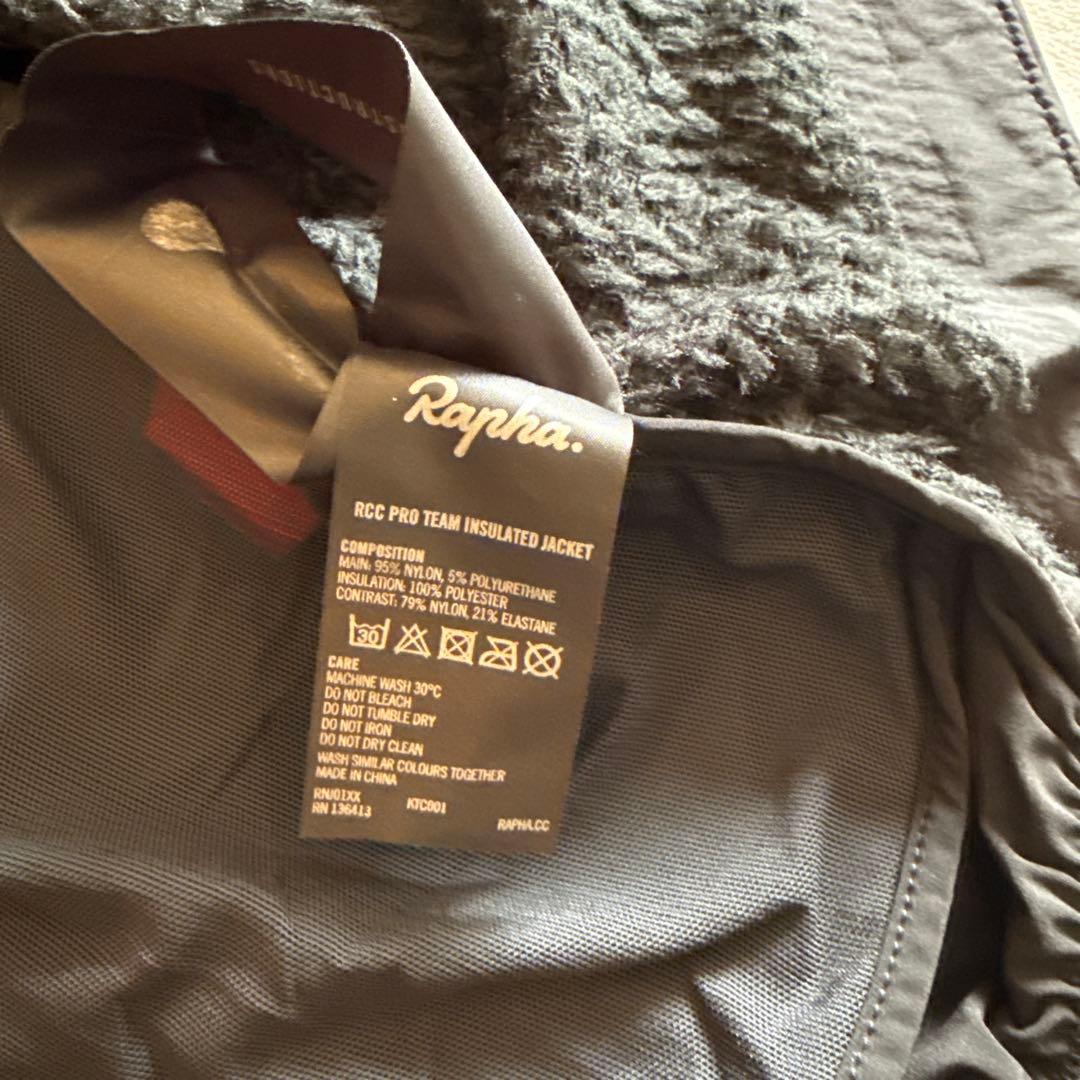 Rapha.
RCC PRO TEAM INSULATED JACKET
COMPOSITION
MAIN: 95% NYLON, 5% POLYURETHANE
INSULATION: 100% POLYESTER
CONTRAST: 79% NYLON, 21% ELASTANE
30
CARE
MACHINE WASH 30°C
DO NOT BLEACH
DO NOT TUMBLE DRY
DO NOT IRON
DO NOT DRY CLEAN
WASH SIMILAR COLOURS TOGETHER
MADE IN CHINA
RNJ01XX KTC001
RN 136413
RAPHA.CC